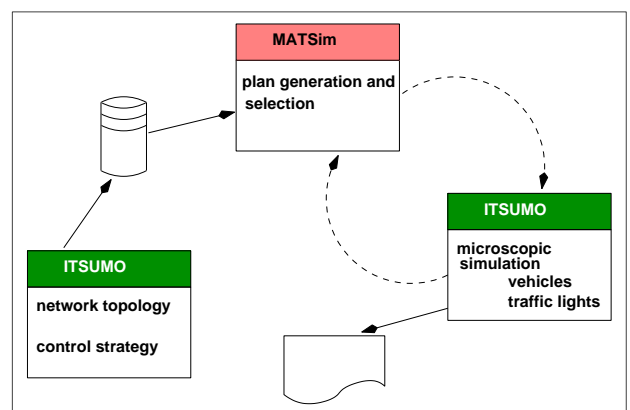 MATSim
plan generation and
selection
ITSUMO
microscopic
simulation
vehicles
traffic lights
ITSUMO
network topology
control strategy